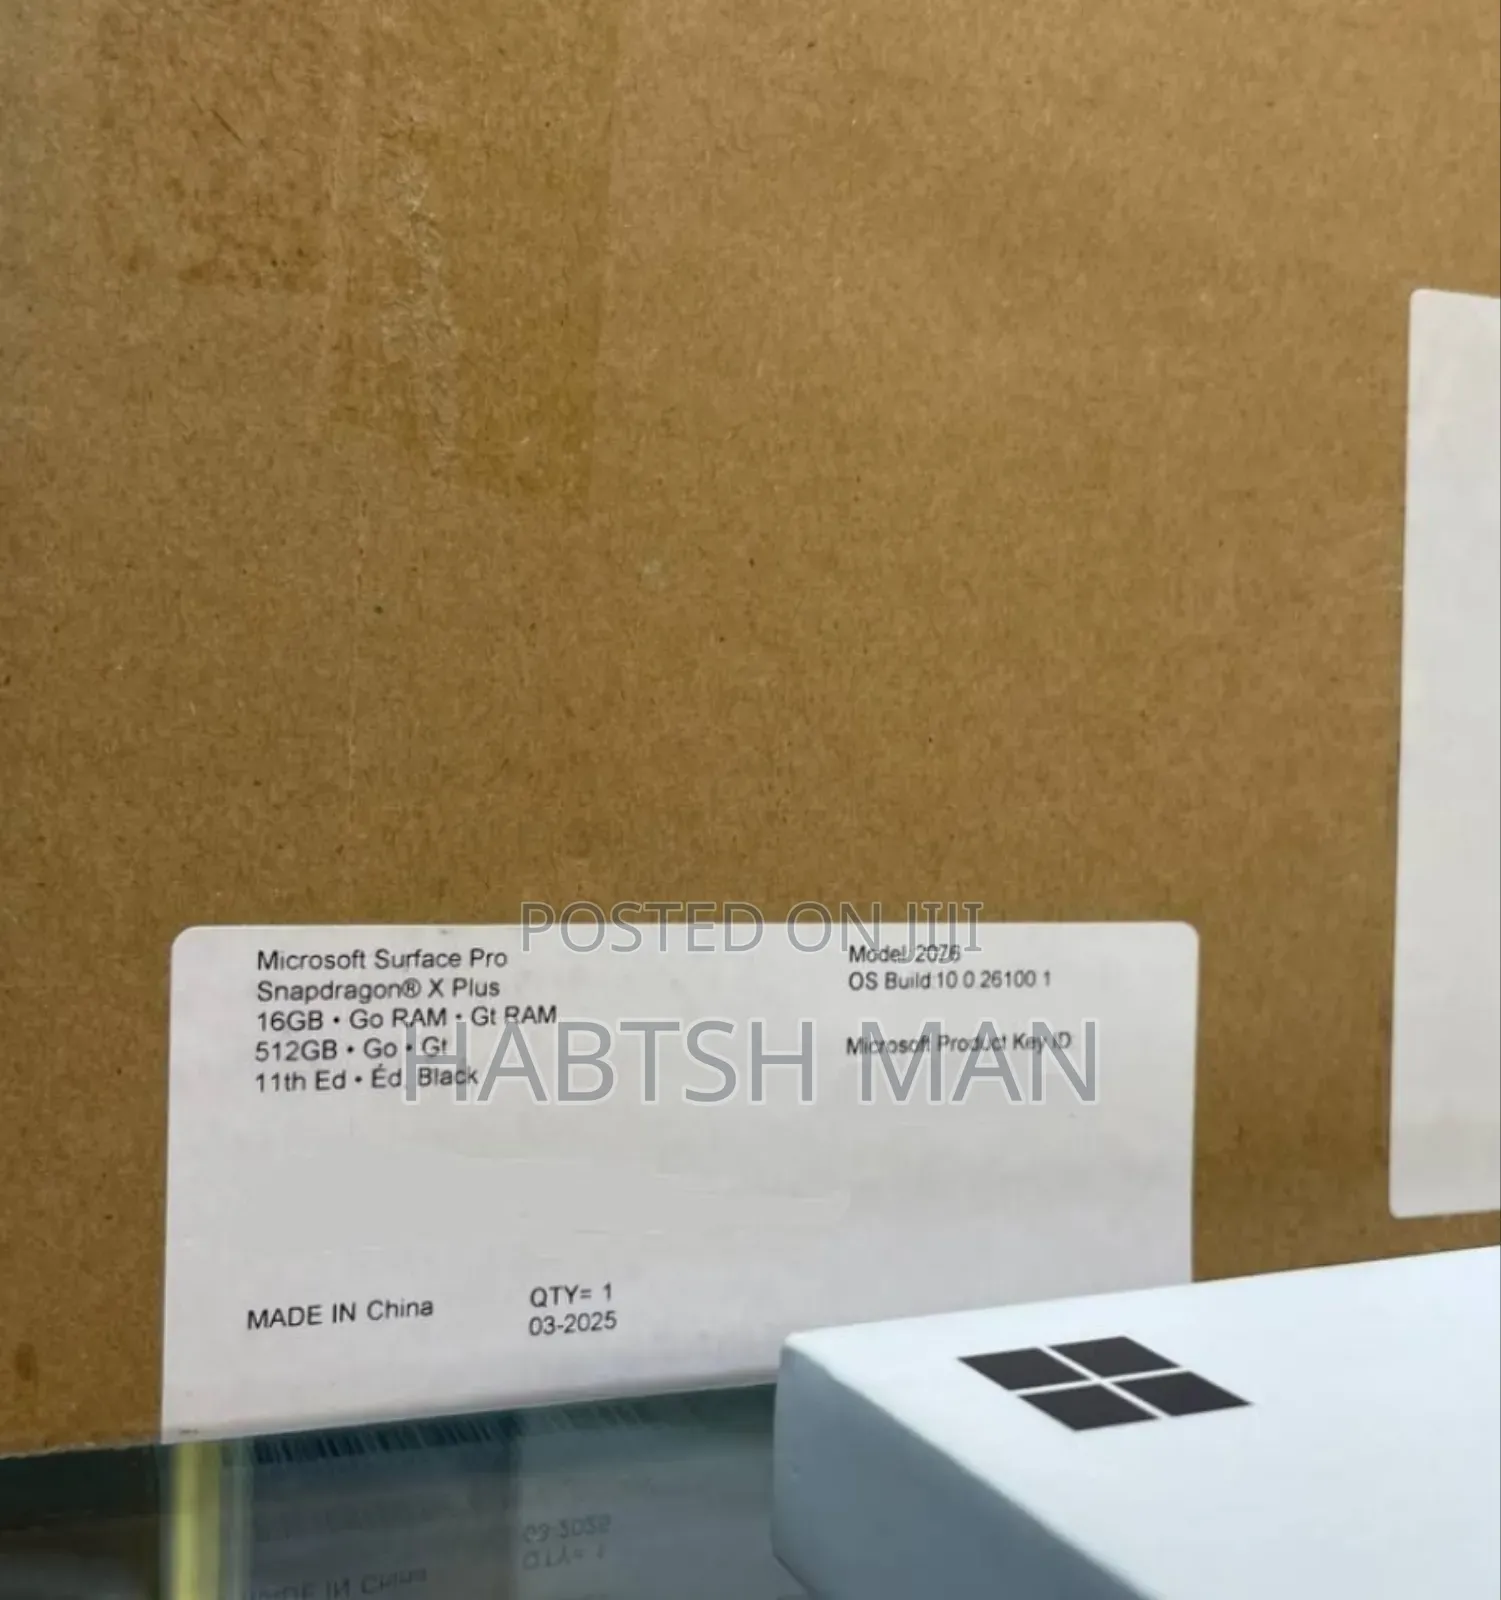 POSTED ON JIJI
HABTSH MAN
Microsoft Surface Pro
Snapdragon® X Plus
16GB • Go RAM • Gt RAM
512GB • Go • Gt
11th Ed • Éd, Black
Model: 2076
OS Build:10 0 26100 1
Microsoft Product Key ID
MADE IN China
QTY= 1
03-2025